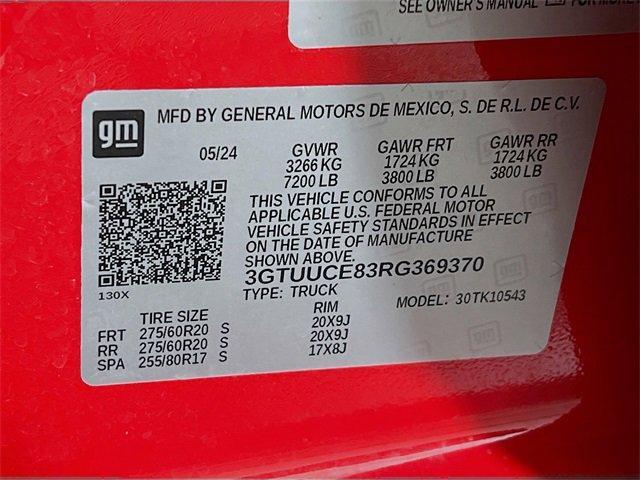 SEE OWNER'S MANUAL FOR MORE
gm MFD BY GENERAL MOTORS DE MEXICO, S. DE R.L. DE C.V.
05/24 GVWR GAWR FRT GAWR RR
3266 KG 1724 KG 1724 KG
7200 LB 3800 LB 3800 LB
THIS VEHICLE CONFORMS TO ALL
APPLICABLE U.S. FEDERAL MOTOR
VEHICLE SAFETY STANDARDS IN EFFECT
ON THE DATE OF MANUFACTURE
SHOWN ABOVE.
3GTUUCE83RG369370
130X TYPE: TRUCK MODEL: 30TK10543
TIRE SIZE RIM
FRT 275/60R20 S 20X9J
RR 275/60R20 S 20X9J
SPA 255/80R17 S 17X8J